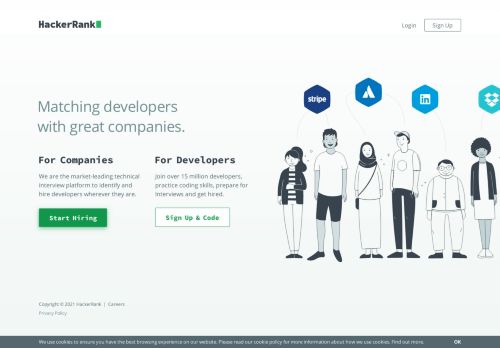 HackerRank
Login
Sign Up
stripe
in
Matching developers
with great companies.
For Companies
We are the market-leading technical
interview platform to identify and
hire developers wherever they are.
Start Hiring
For Developers
Join over 15 million developers,
practice coding skills, prepare for
interviews and get hired.
Sign Up & Code
Copyright © 2021 HackerRank | Careers
Privacy Policy
We use cookies to ensure you have the best browsing experience on our website. Please read our cookie policy for more information about how we use cookies. Find out more.
OK